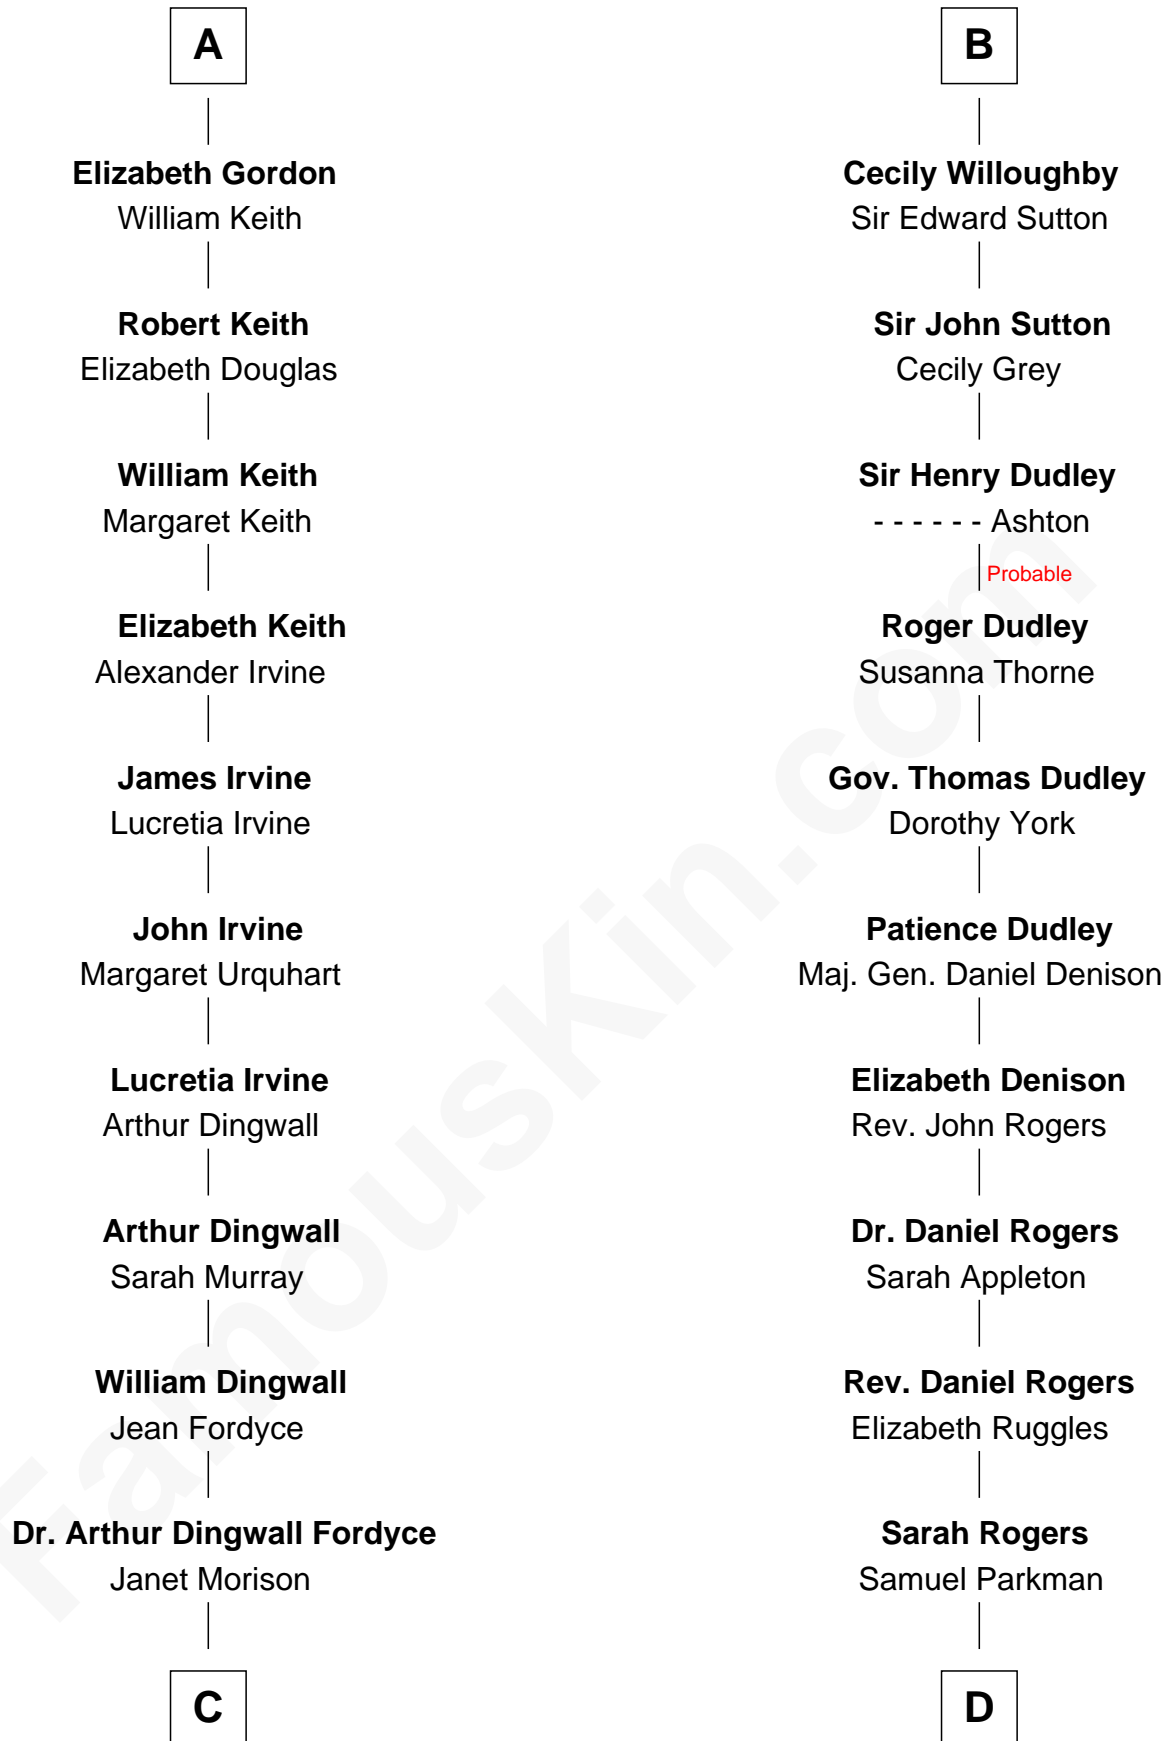 A
Elizabeth Gordon
William Keith
Robert Keith
Elizabeth Douglas
William Keith
Margaret Keith
Elizabeth Keith
Alexander Irvine
James Irvine
Lucretia Irvine
John Irvine
Margaret Urquhart
Lucretia Irvine
Arthur Dingwall
Arthur Dingwall
Sarah Murray
William Dingwall
Jean Fordyce
Dr. Arthur Dingwall Fordyce
Janet Morison
C
B
Cecily Willoughby
Sir Edward Sutton
Sir John Sutton
Cecily Grey
Sir Henry Dudley
- - - - - - Ashton
Probable
Roger Dudley
Susanna Thorne
Gov. Thomas Dudley
Dorothy York
Patience Dudley
Maj. Gen. Daniel Denison
Elizabeth Denison
Rev. John Rogers
Dr. Daniel Rogers
Sarah Appleton
Rev. Daniel Rogers
Elizabeth Ruggles
Sarah Rogers
Samuel Parkman
D
FamousKin.com